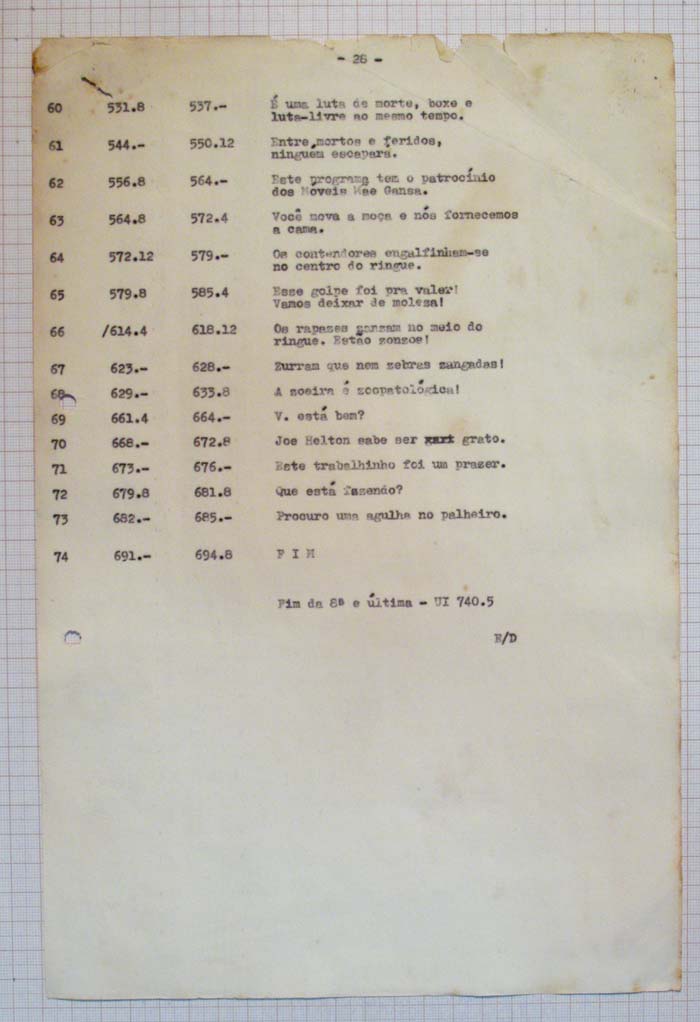 - 26 -
60 531.8 537.- É uma luta de morte, boxe e
luta-livre ao mesmo tempo.
61 544.- 550.12 Entre mortos e feridos,
ninguem escapará.
62 556.8 564.- Este programa tem o patrocínio
dos Móveis Mae Gansa.
63 564.8 572.4 Você mova a moça e nós fornecemos
a cama.
64 572.12 579.- Os contendores engalfinham-se
no centro do ringue.
65 579.8 585.4 Esse golpe foi pra valer!
Vamos deixar de moleza!
66 /614.4 618.12 Os rapazes zonzam no meio do
ringue. Estão zonzos!
67 623.- 628.- Zurram que nem zebras zangadas!
68 629.- 633.8 A zoeira é zoopatológica!
69 661.4 664.- V. está bem?
70 668.- 672.8 Joe Helton sabe ser grato.
71 673.- 676.- Este trabalhinho foi um prazer.
72 679.8 681.8 Que está fazendo?
73 682.- 685.- Procuro uma agulha no palheiro.
74 691.- 694.8 F I M
Fim da 8ª e última - UI 740.5
E/D